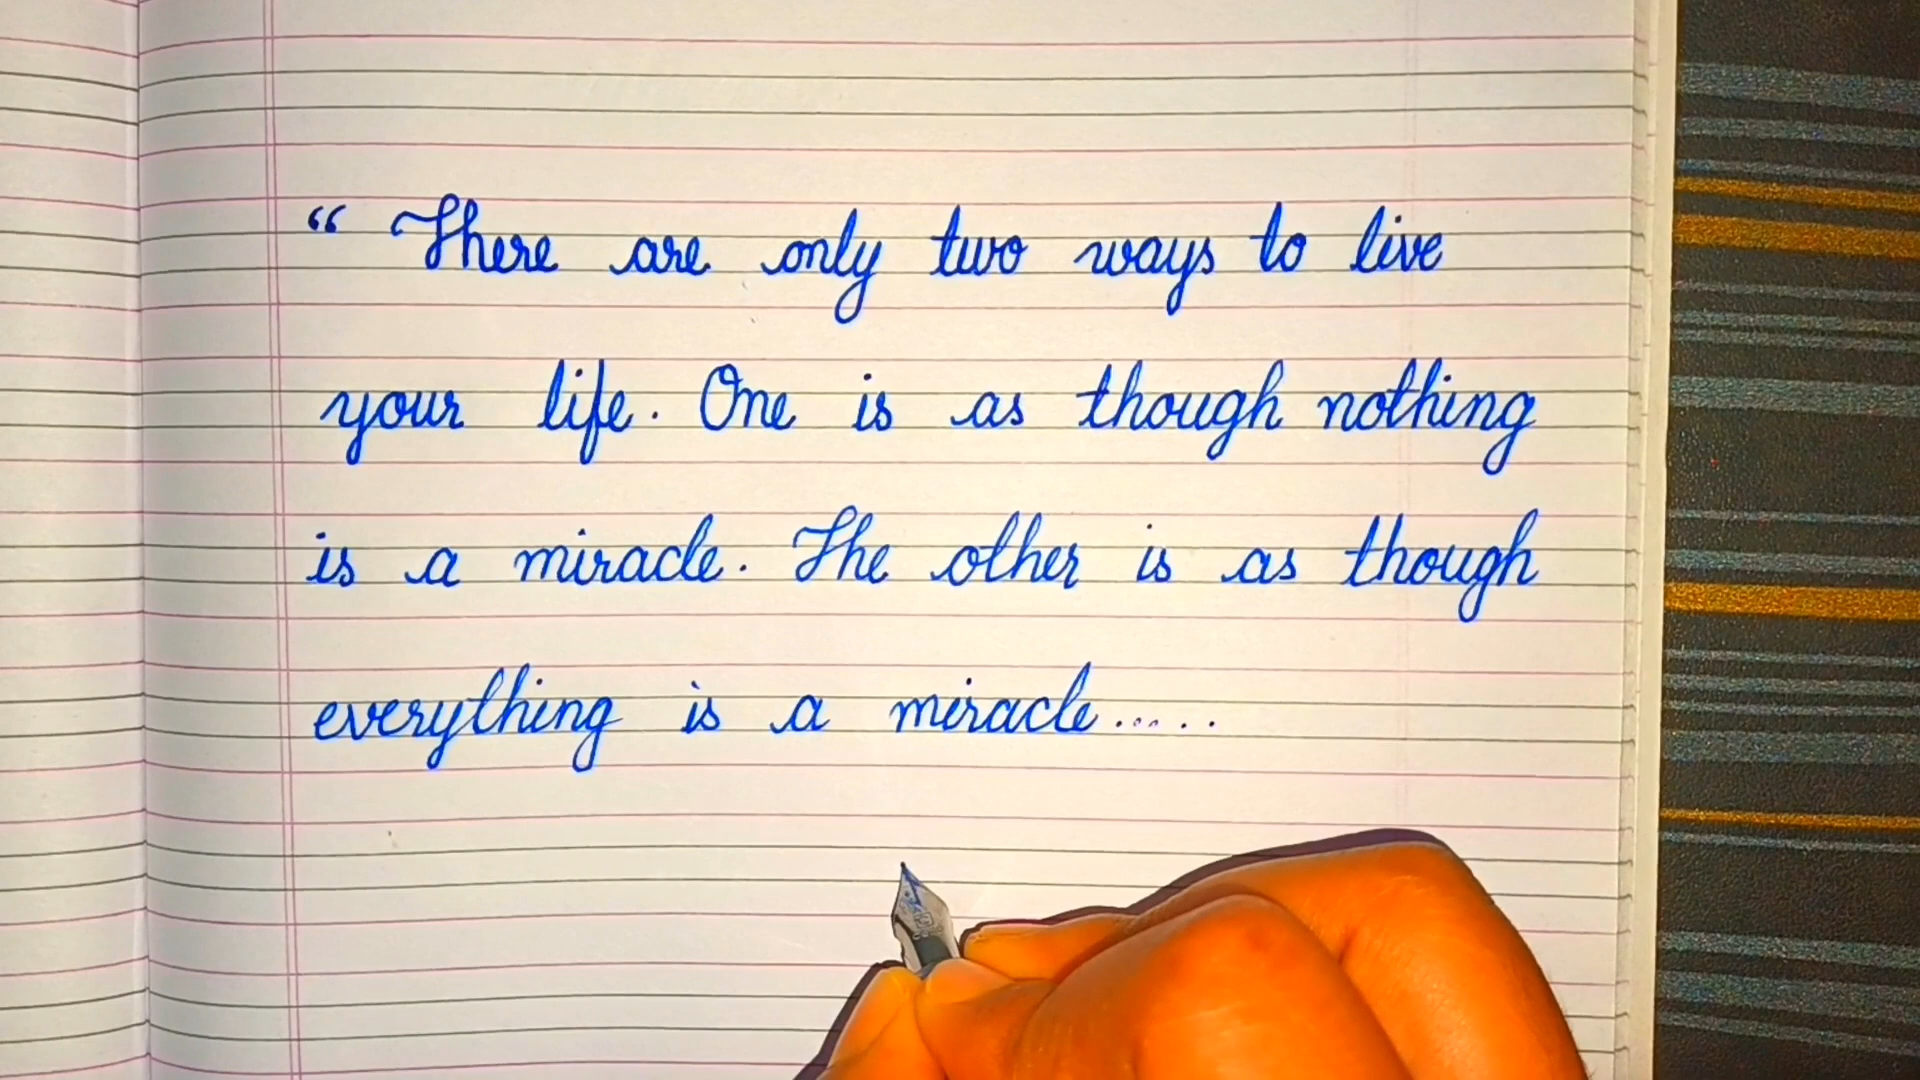 “ There are only two ways to live
your life. One is as though nothing
is a miracle. The other is as though
everything is a miracle.....